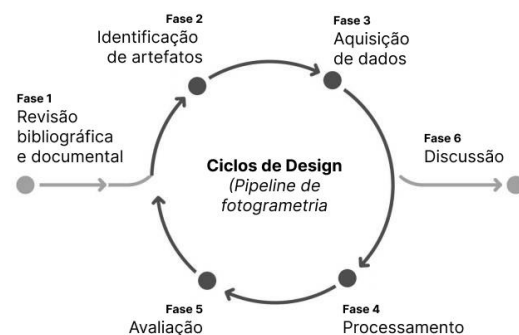 Fase 1
Revisão
bibliográfica
e documental
Fase 2
Identificação
de artefatos
Fase 3
Aquisição
de dados
Ciclos de Design
(Pipeline de
fotogrametria
Fase 6
Discussão
Fase 5
Avaliação
Fase 4
Processamento